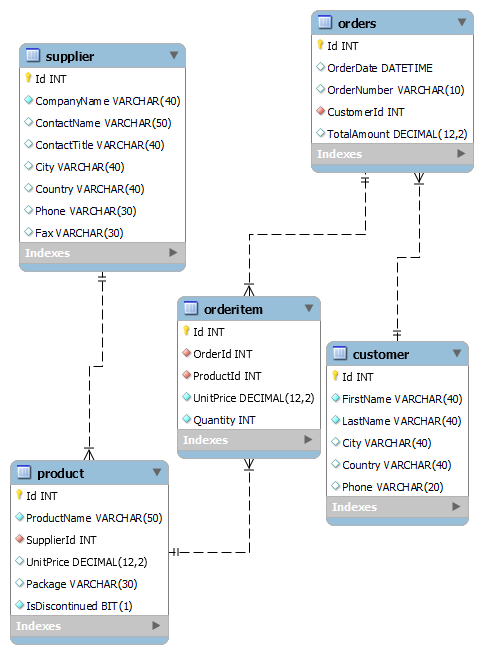 supplier
Id INT
CompanyName VARCHAR(40)
ContactName VARCHAR(50)
ContactTitle VARCHAR(40)
City VARCHAR(40)
Country VARCHAR(40)
Phone VARCHAR(30)
Fax VARCHAR(30)
Indexes
orders
Id INT
OrderDate DATETIME
OrderNumber VARCHAR(10)
CustomerId INT
TotalAmount DECIMAL(12,2)
Indexes
orderitem
Id INT
OrderId INT
ProductId INT
UnitPrice DECIMAL(12,2)
Quantity INT
Indexes
customer
Id INT
FirstName VARCHAR(40)
LastName VARCHAR(40)
City VARCHAR(40)
Country VARCHAR(40)
Phone VARCHAR(20)
Indexes
product
Id INT
ProductName VARCHAR(50)
SupplierId INT
UnitPrice DECIMAL(12,2)
Package VARCHAR(30)
IsDiscontinued BIT(1)
Indexes